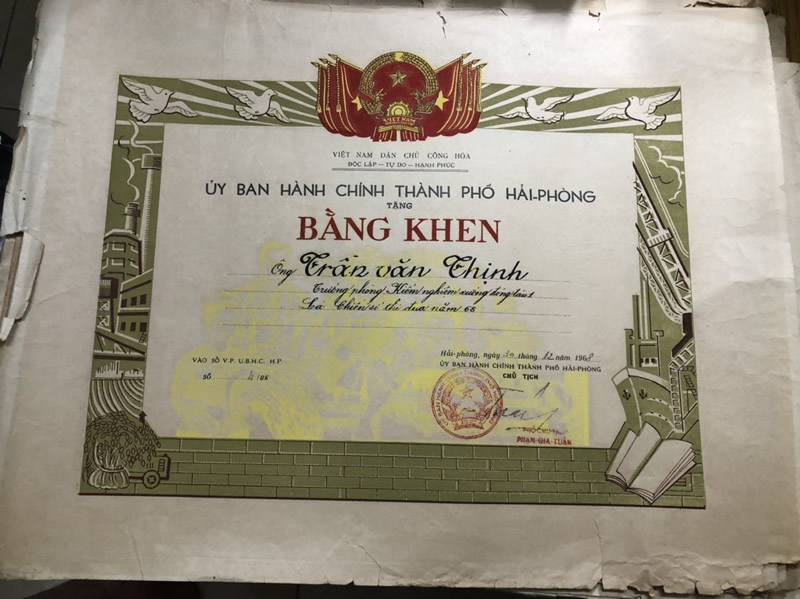 VIỆT NAM
VIỆT NAM DÂN CHỦ CỘNG HÒA
ĐỘC LẬP — TỰ DO — HẠNH PHÚC
ỦY BAN HÀNH CHÍNH THÀNH PHỐ HẢI-PHÒNG
TẶNG
BẰNG KHEN
Ông Trần văn Thinh
Trưởng phòng Kiểm nghiệm xưởng đóng tàu 1
Là Chiến sĩ thi đua năm 68
VÀO SỔ V.P. U.B.H.C. H.P.
SỐ
Hải-phòng, ngày 30 tháng 12 năm 1968
ỦY BAN HÀNH CHÍNH THÀNH PHỐ HẢI-PHÒNG
CHỦ TỊCH
PHẠM-GIA-TUÂN